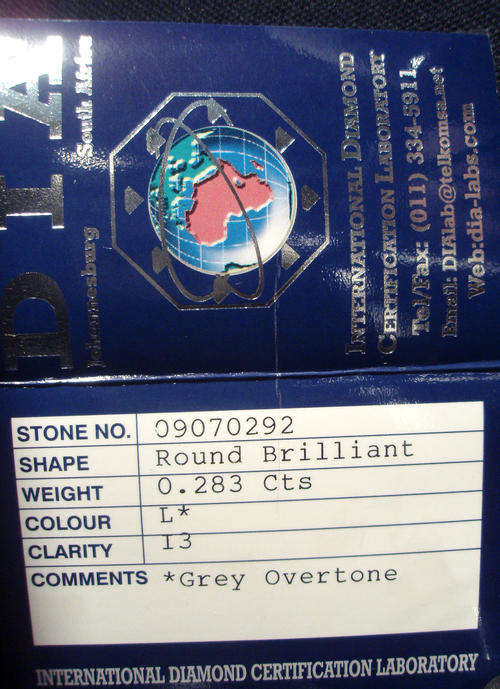 DIA
Johannesburg South Africa
INTERNATIONAL DIAMOND
CERTIFICATION LABORATORY
Tel/Fax: (011) 334-5911
Email: DIAlab@telkomsa.net
Web:dia-labs.com
STONE NO. 09070292
SHAPE Round Brilliant
WEIGHT 0.283 Cts
COLOUR L*
CLARITY I3
COMMENTS *Grey Overtone
INTERNATIONAL DIAMOND CERTIFICATION LABORATORY